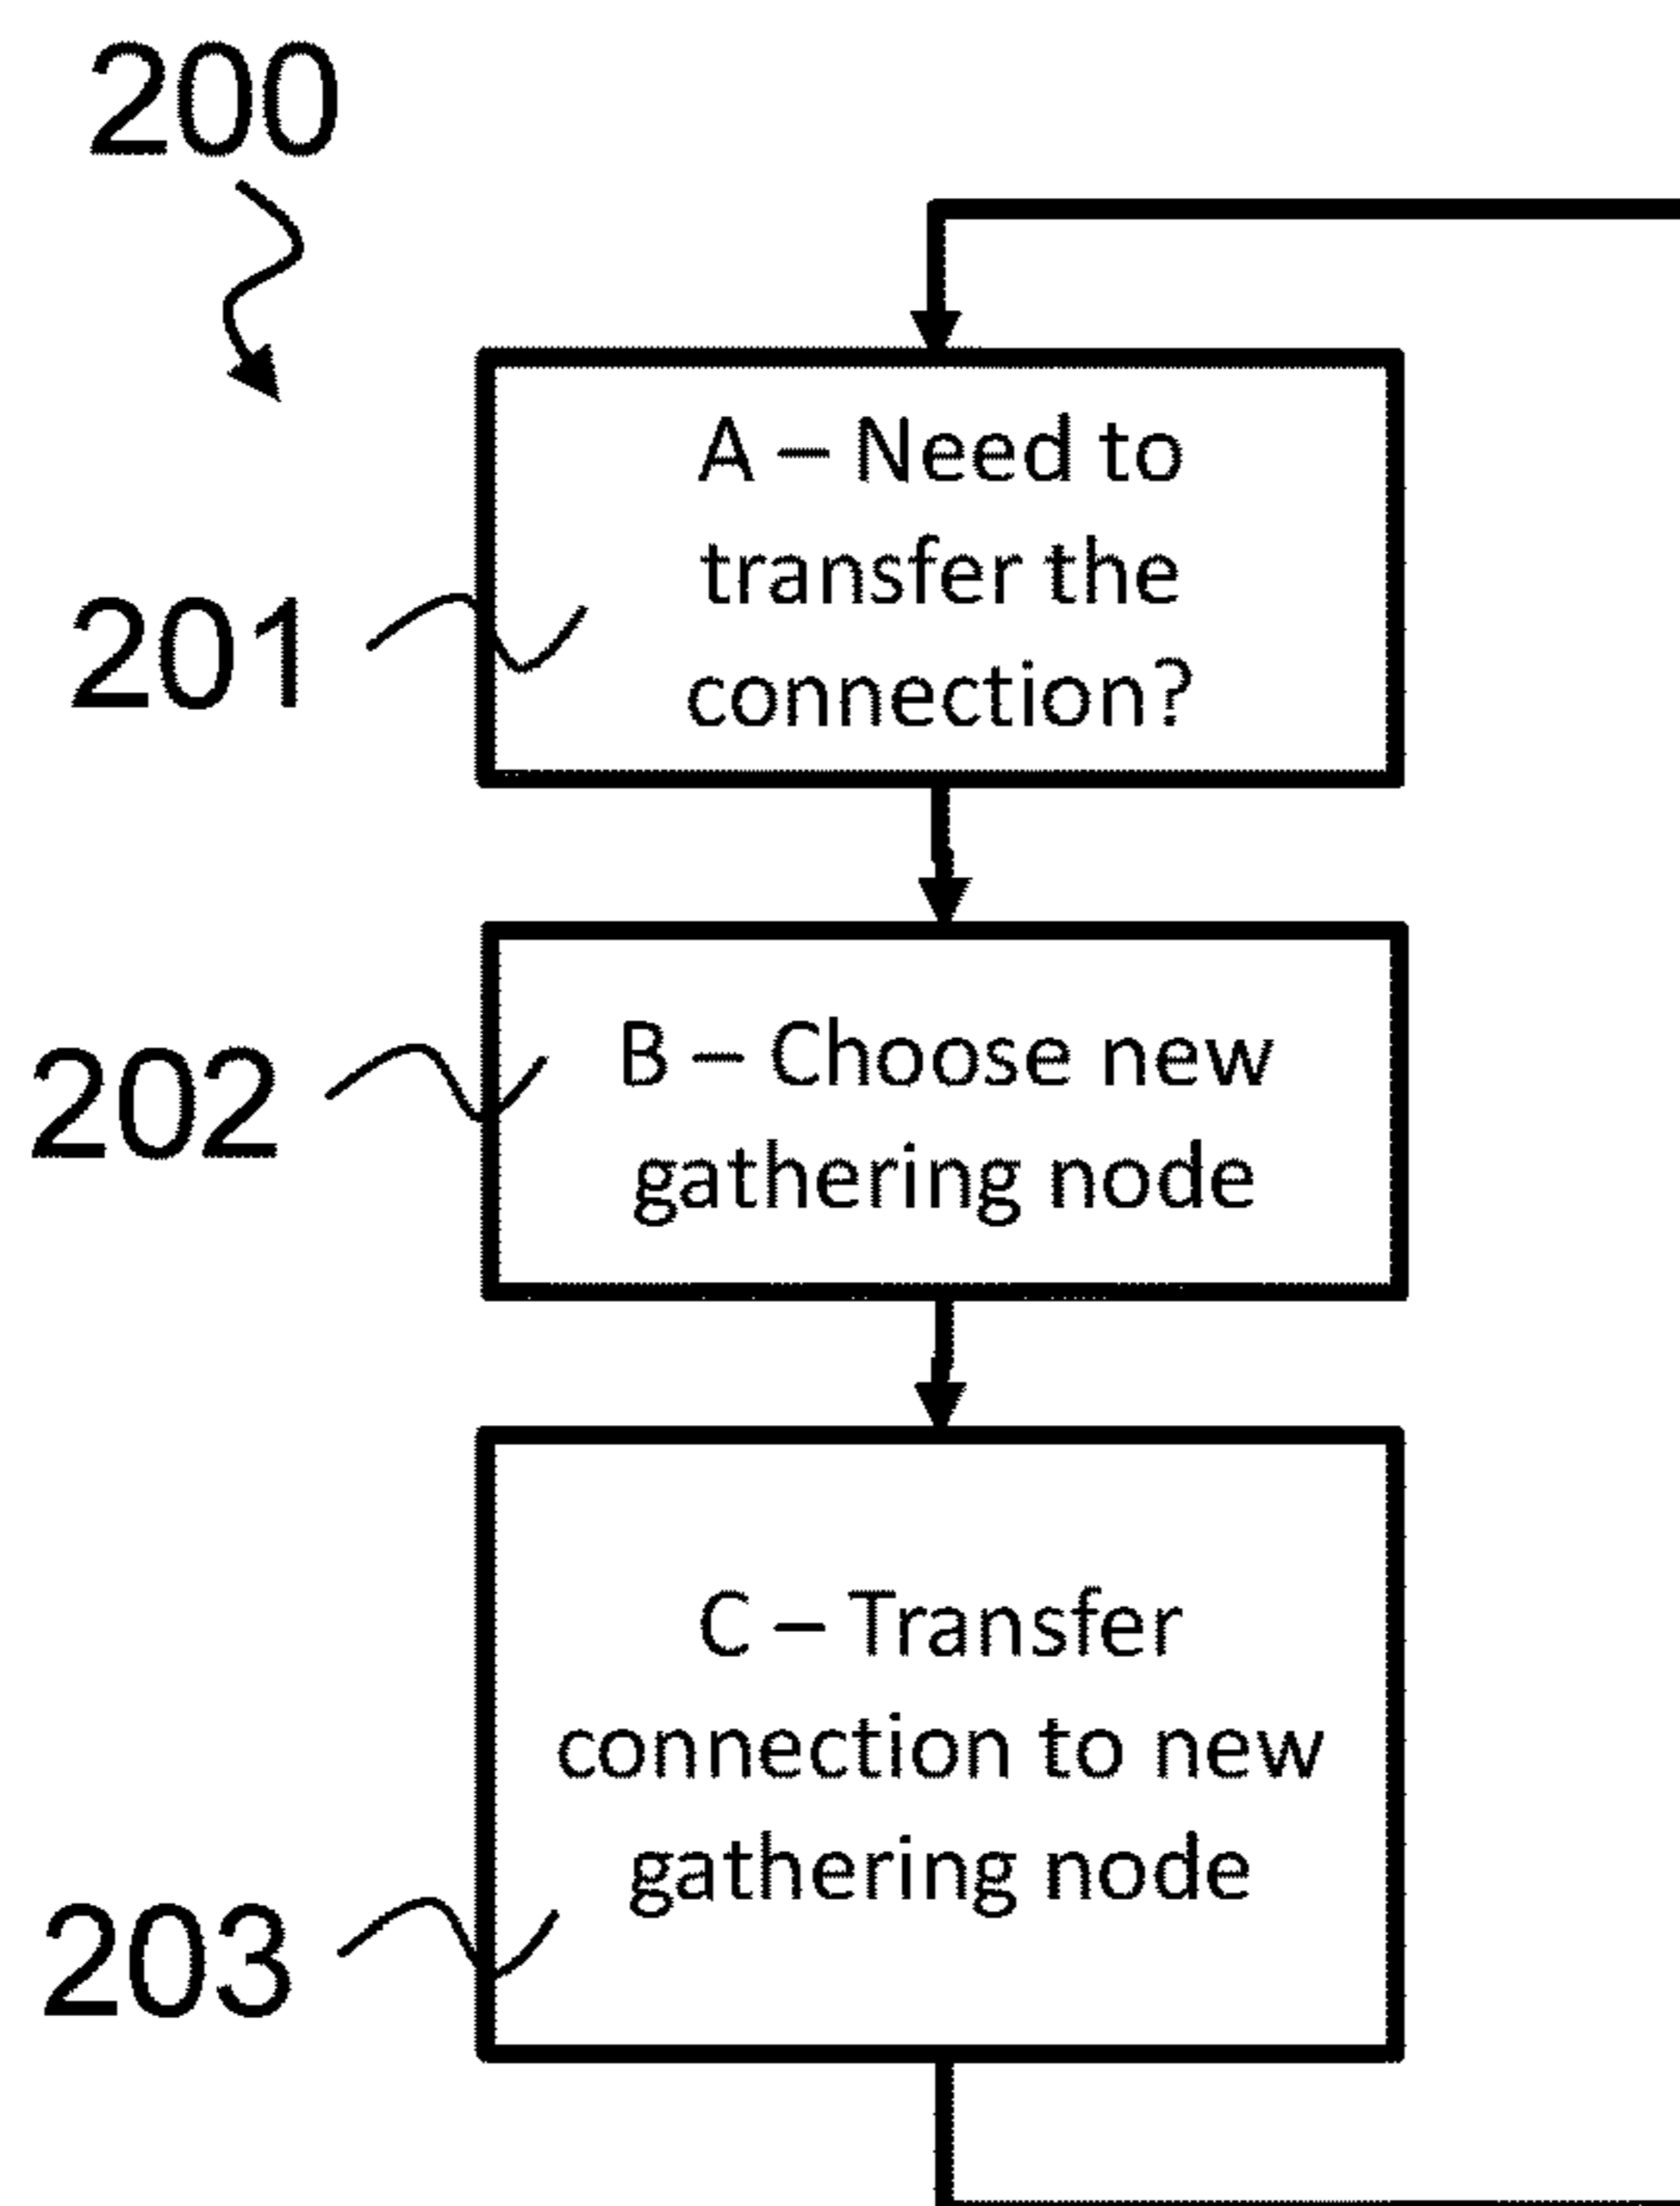 200
A – Need to
transfer the
connection?
201
B – Choose new
gathering node
202
C – Transfer
connection to new
gathering node
203